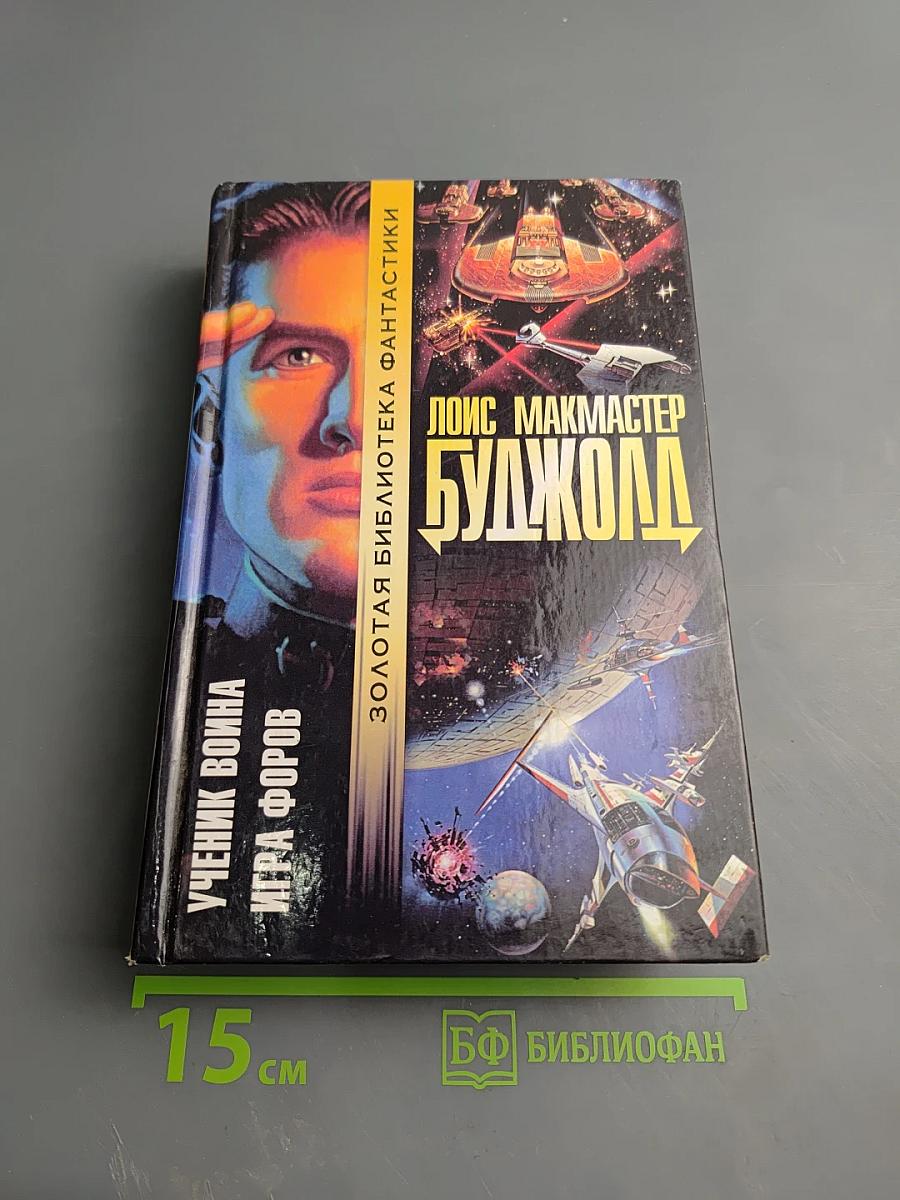 ЗОЛОТАЯ БИБЛИОТЕКА ФАНТАСТИКИ
ЛОИС МАКМАСТЕР
БУДЖОЛД
УЧЕНИК ВОИНА
ИГРА ФОРОВ
15 см
БФ БИБЛИОФАН